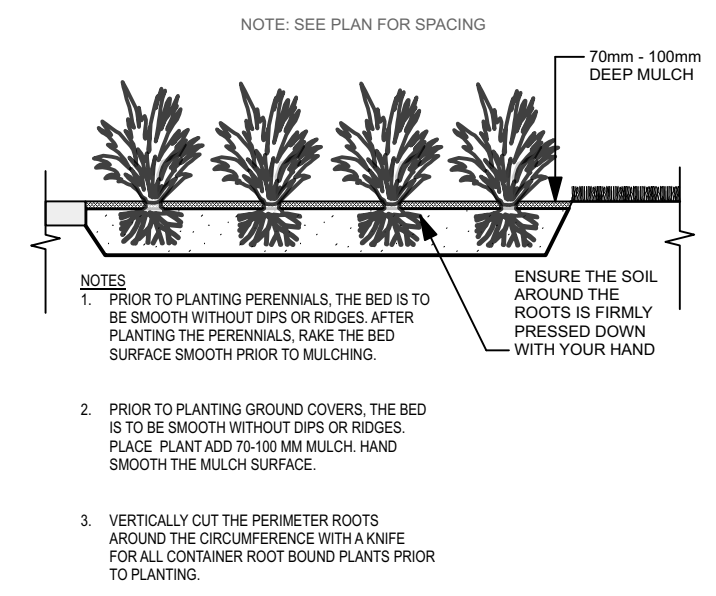 NOTE: SEE PLAN FOR SPACING
70mm - 100mm
DEEP MULCH
ENSURE THE SOIL
AROUND THE
ROOTS IS FIRMLY
PRESSED DOWN
WITH YOUR HAND
NOTES
1. PRIOR TO PLANTING PERENNIALS, THE BED IS TO
BE SMOOTH WITHOUT DIPS OR RIDGES. AFTER
PLANTING THE PERENNIALS, RAKE THE BED
SURFACE SMOOTH PRIOR TO MULCHING.
2. PRIOR TO PLANTING GROUND COVERS, THE BED
IS TO BE SMOOTH WITHOUT DIPS OR RIDGES.
PLACE PLANT ADD 70-100 MM MULCH. HAND
SMOOTH THE MULCH SURFACE.
3. VERTICALLY CUT THE PERIMETER ROOTS
AROUND THE CIRCUMFERENCE WITH A KNIFE
FOR ALL CONTAINER ROOT BOUND PLANTS PRIOR
TO PLANTING.